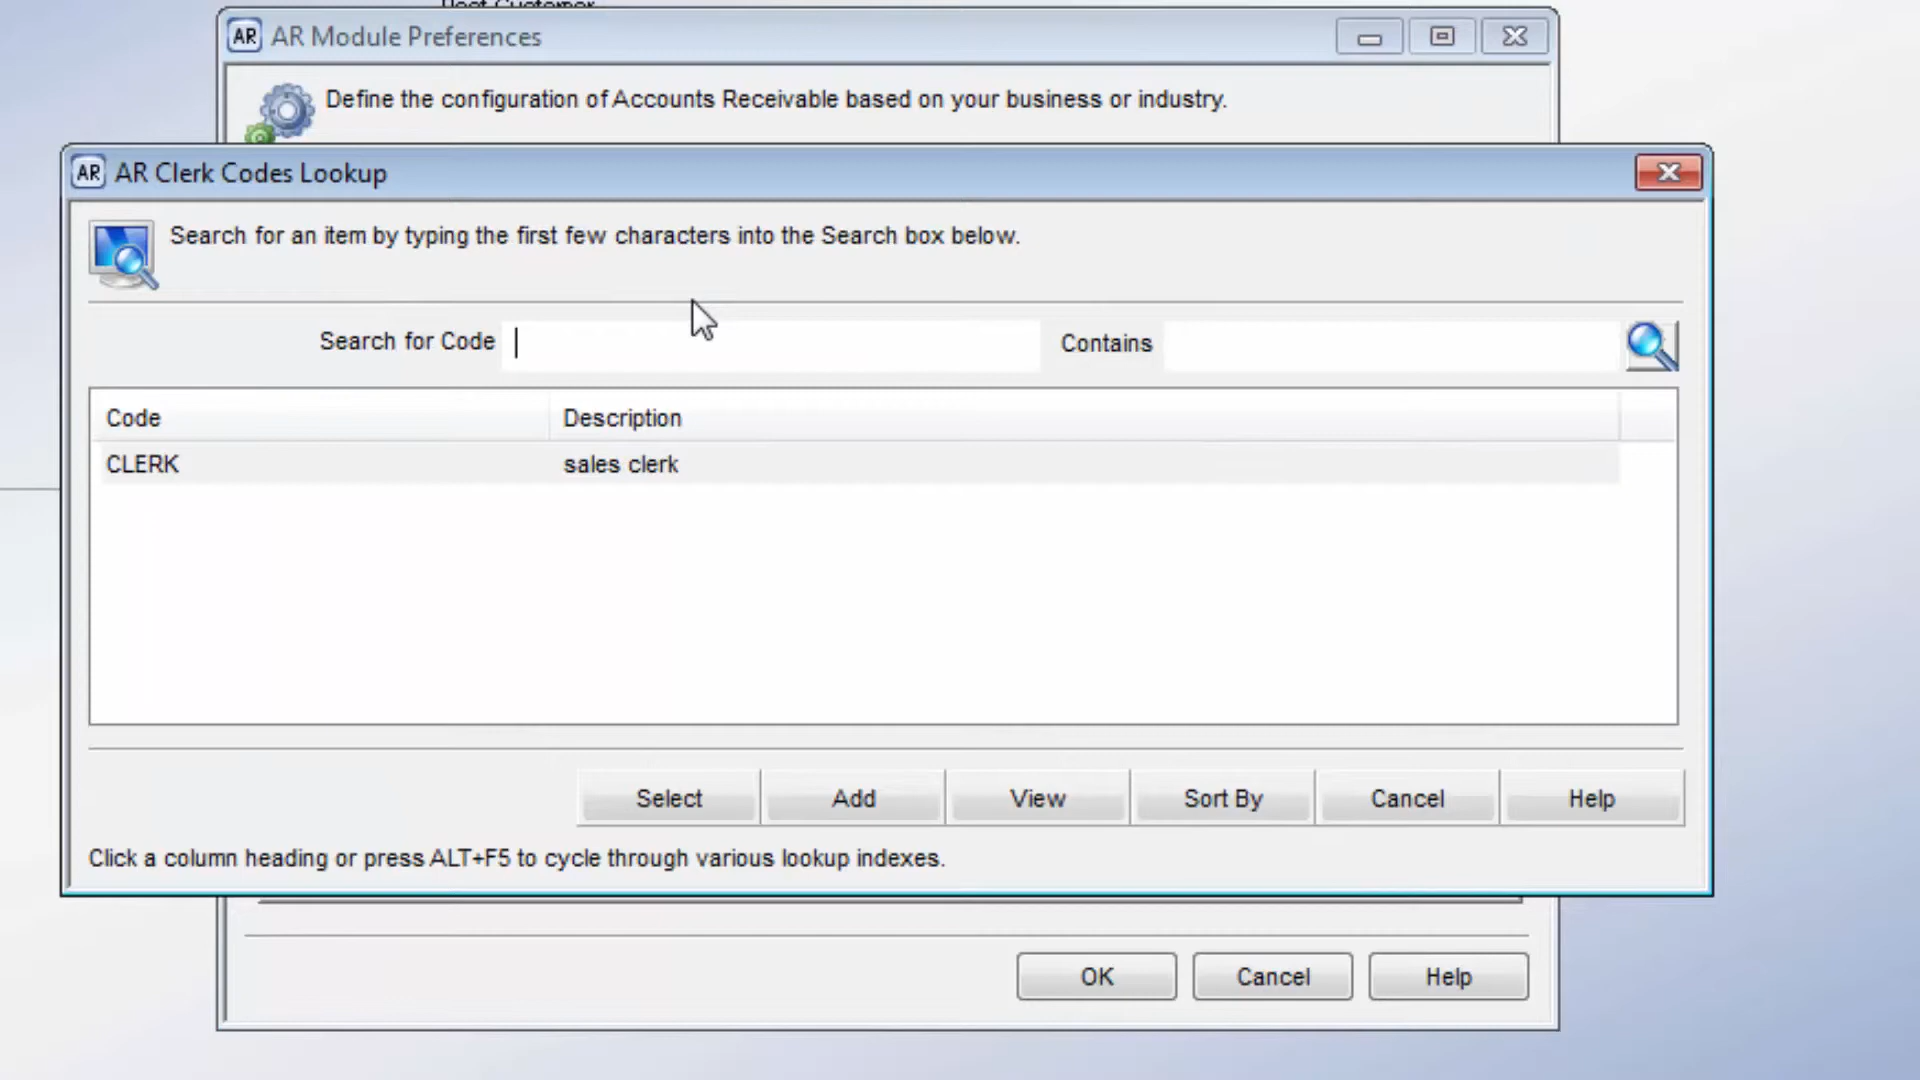 AR AR Module Preferences
Define the configuration of Accounts Receivable based on your business or industry.
AR AR Clerk Codes Lookup
Search for an item by typing the first few characters into the Search box below.
Search for Code Contains
Code Description
CLERK sales clerk
Select Add View Sort By Cancel Help
Click a column heading or press ALT+F5 to cycle through various lookup indexes.
OK Cancel Help